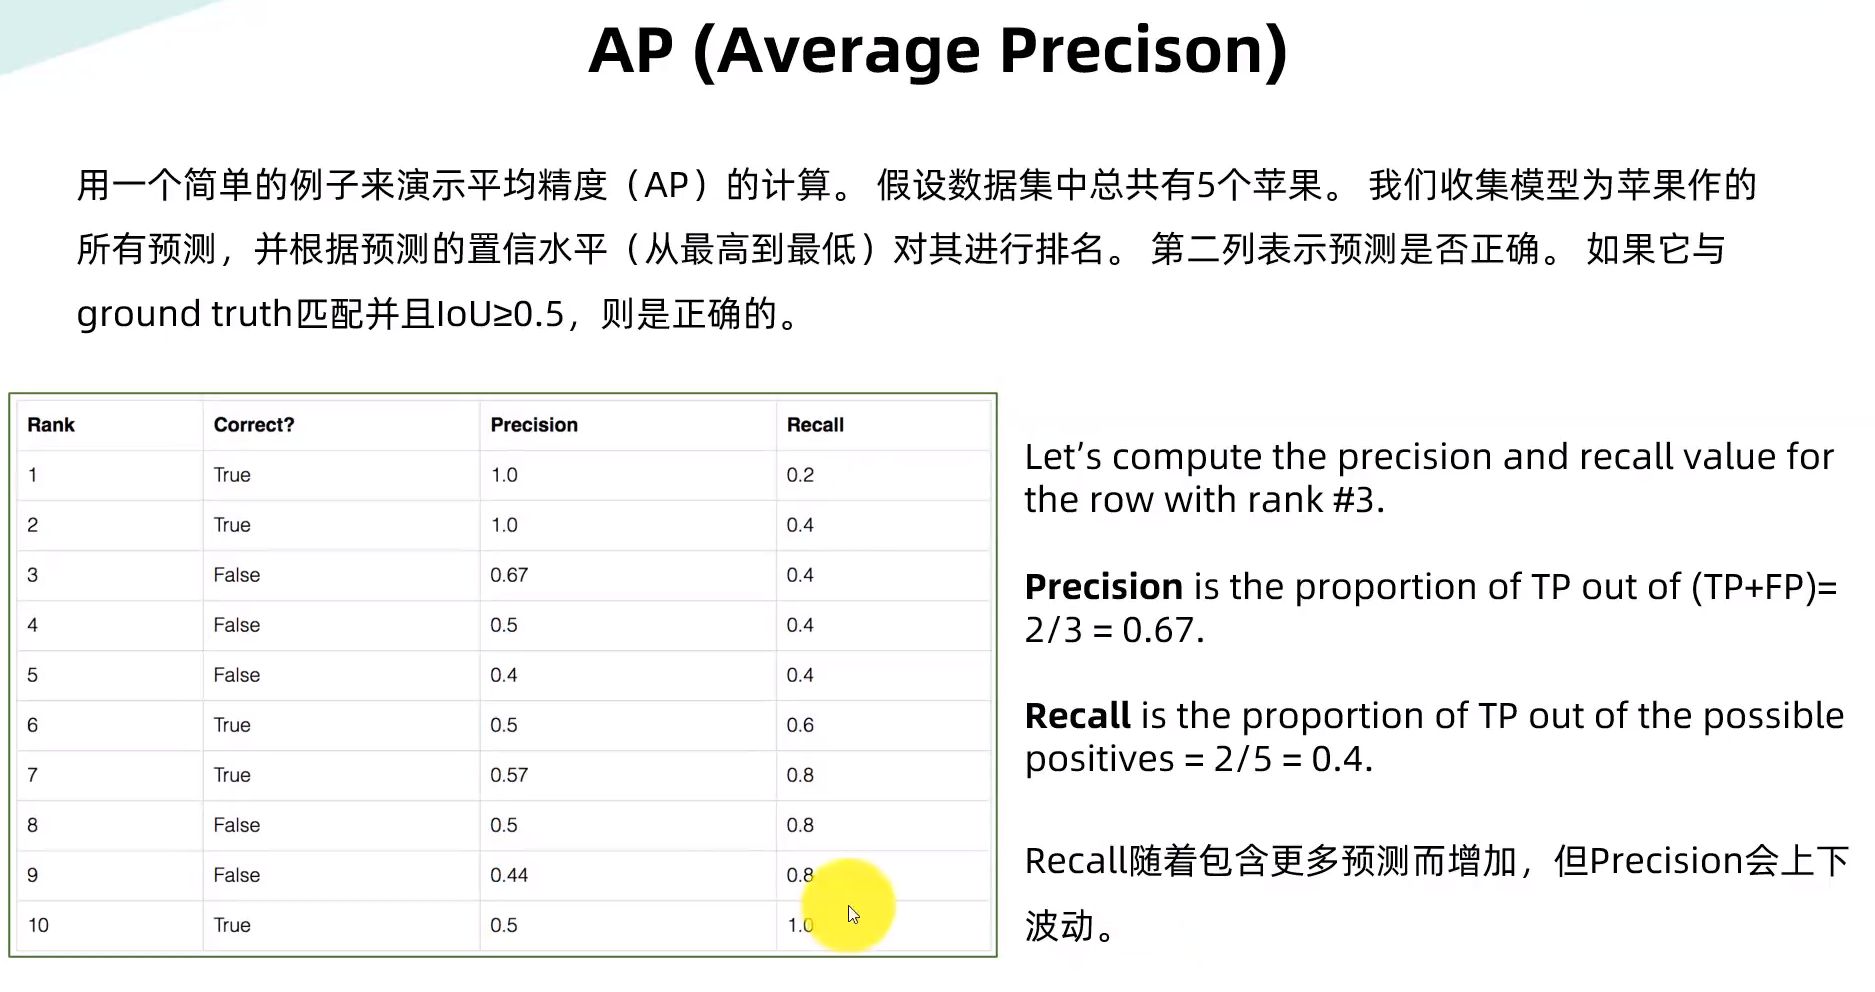 AP (Average Precison)
用一个简单的例子来演示平均精度（AP）的计算。 假设数据集中总共有5个苹果。 我们收集模型为苹果作的
所有预测，并根据预测的置信水平（从最高到最低）对其进行排名。 第二列表示预测是否正确。 如果它与
ground truth匹配并且IoU≥0.5，则是正确的。
Rank Correct? Precision Recall
1 True 1.0 0.2
2 True 1.0 0.4
3 False 0.67 0.4
4 False 0.5 0.4
5 False 0.4 0.4
6 True 0.5 0.6
7 True 0.57 0.8
8 False 0.5 0.8
9 False 0.44 0.8
10 True 0.5 1.0
Let’s compute the precision and recall value for
the row with rank #3.
Precision is the proportion of TP out of (TP+FP)=
2/3 = 0.67.
Recall is the proportion of TP out of the possible
positives = 2/5 = 0.4.
Recall随着包含更多预测而增加，但Precision会上下
波动。